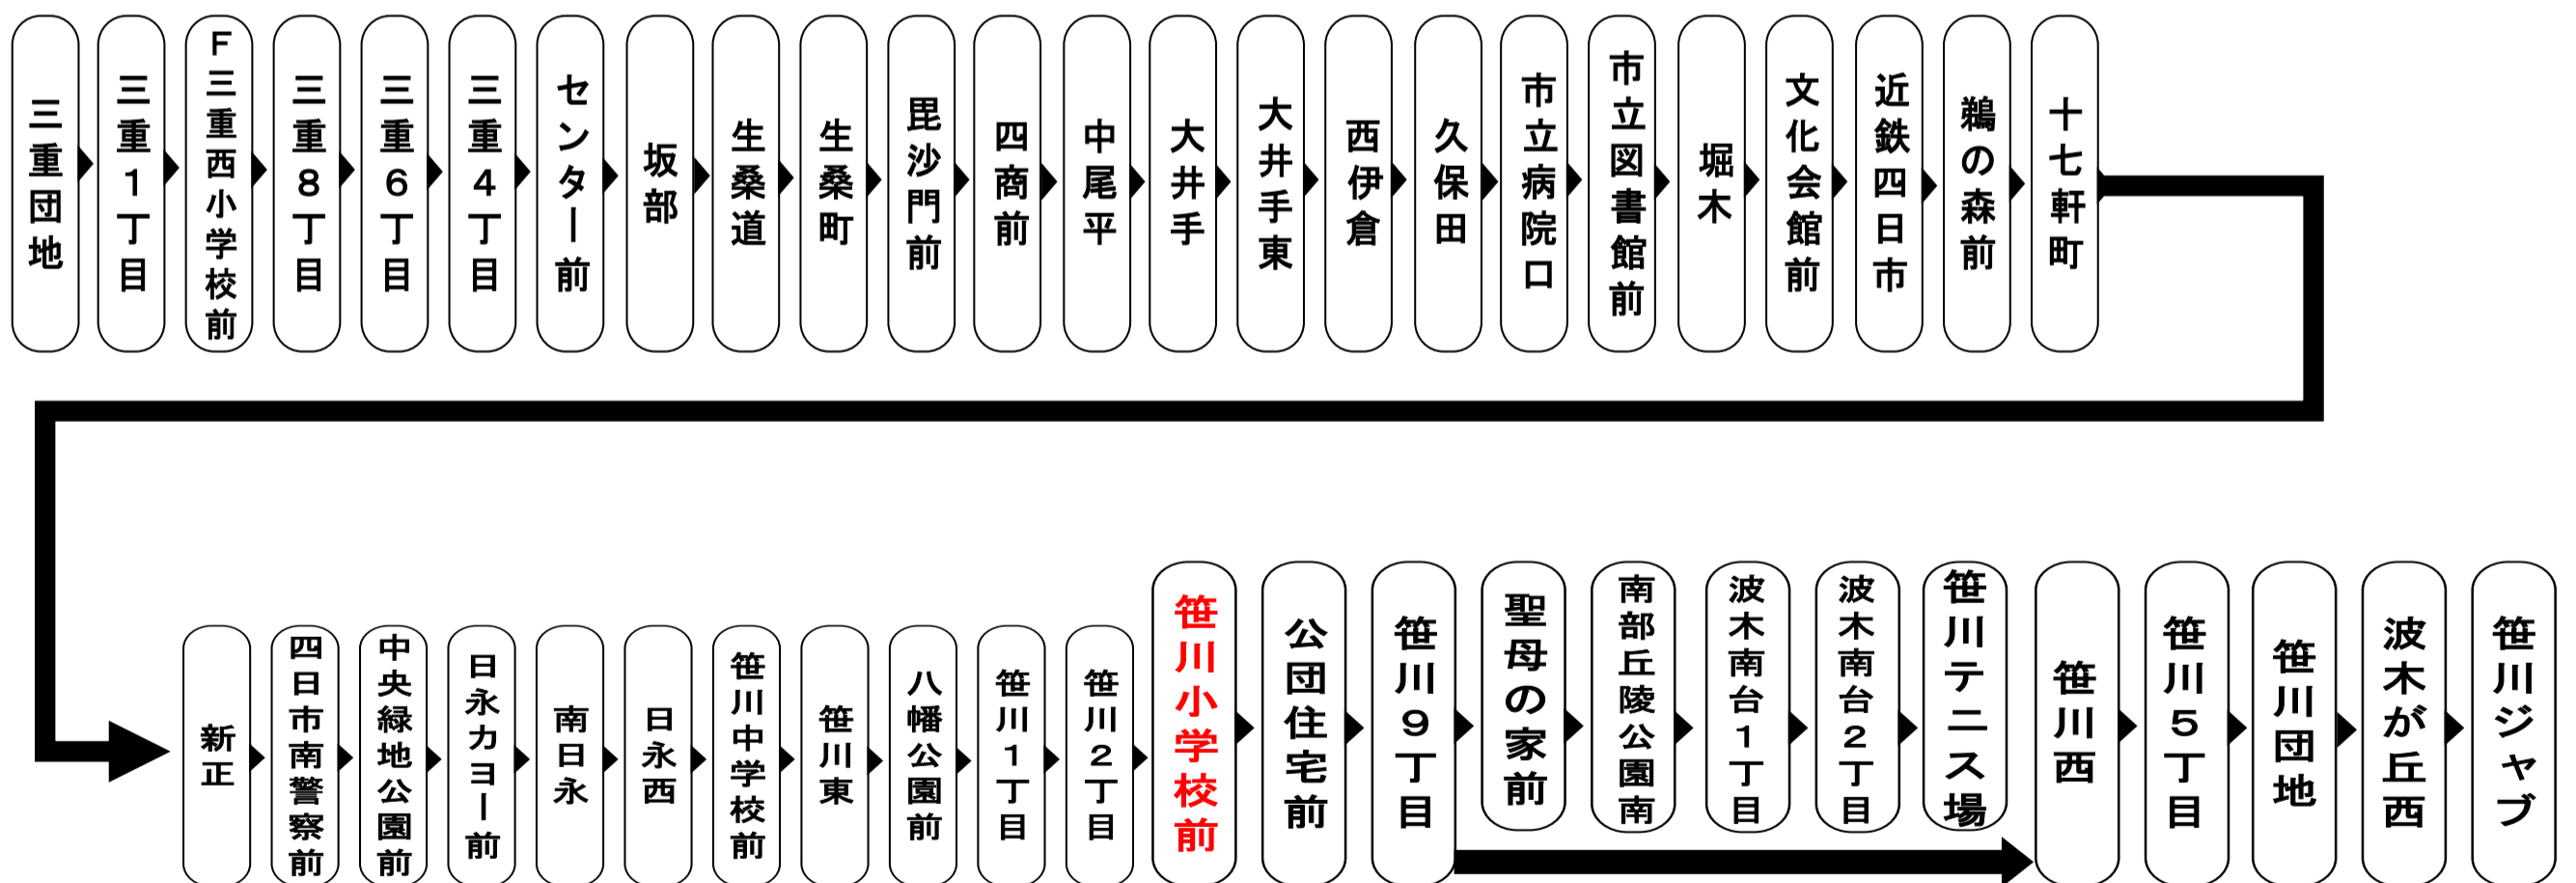 三重団地
三重１丁目
Ｆ三重西小学校前
三重８丁目
三重６丁目
三重４丁目
センター前
坂部
生桑道
生桑町
毘沙門前
四商前
中尾平
大井手
大井手東
西伊倉
久保田
市立病院口
市立図書館前
堀木
文化会館前
近鉄四日市
鵜の森前
十七軒町
新正
四日市南警察前
中央緑地公園前
日永カヨー前
南日永
日永西
笹川中学校前
笹川東
八幡公園前
笹川１丁目
笹川２丁目
笹川小学校前
公団住宅前
笹川９丁目
聖母の家前
南部丘陵公園南
波木南台１丁目
波木南台２丁目
笹川テニス場
笹川西
笹川５丁目
笹川団地
波木が丘西
笹川ジャブ